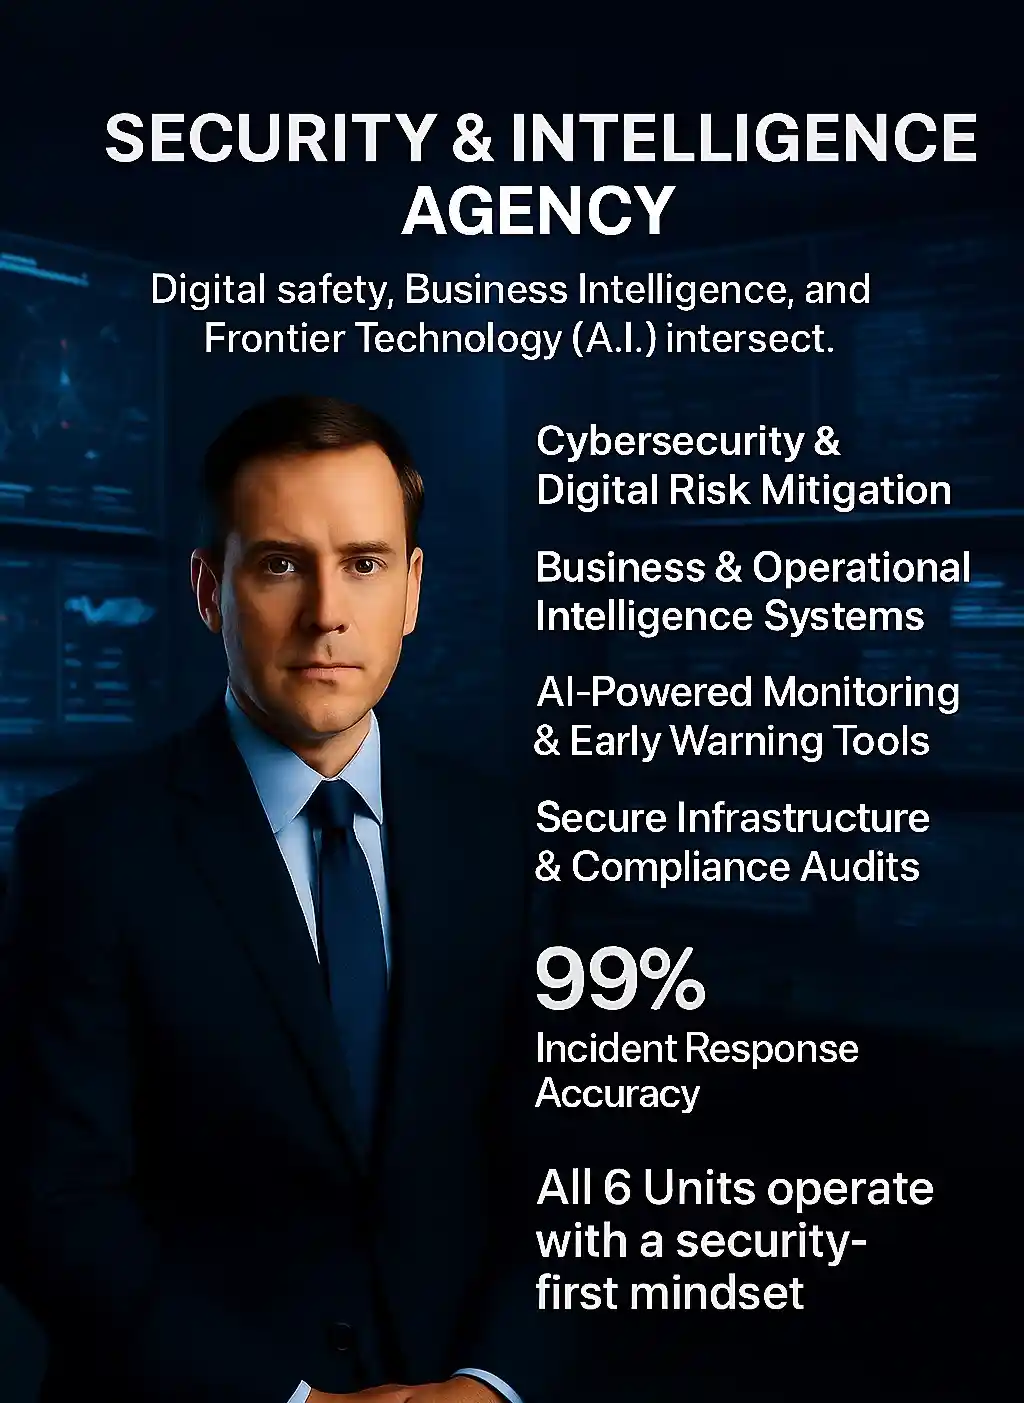 SECURITY & INTELLIGENCE
AGENCY
Digital safety, Business Intelligence, and
Frontier Technology (A.I.) intersect.
Cybersecurity &
Digital Risk Mitigation
Business & Operational
Intelligence Systems
AI-Powered Monitoring
& Early Warning Tools
Secure Infrastructure
& Compliance Audits
99%
Incident Response
Accuracy
All 6 Units operate
with a security-
first mindset